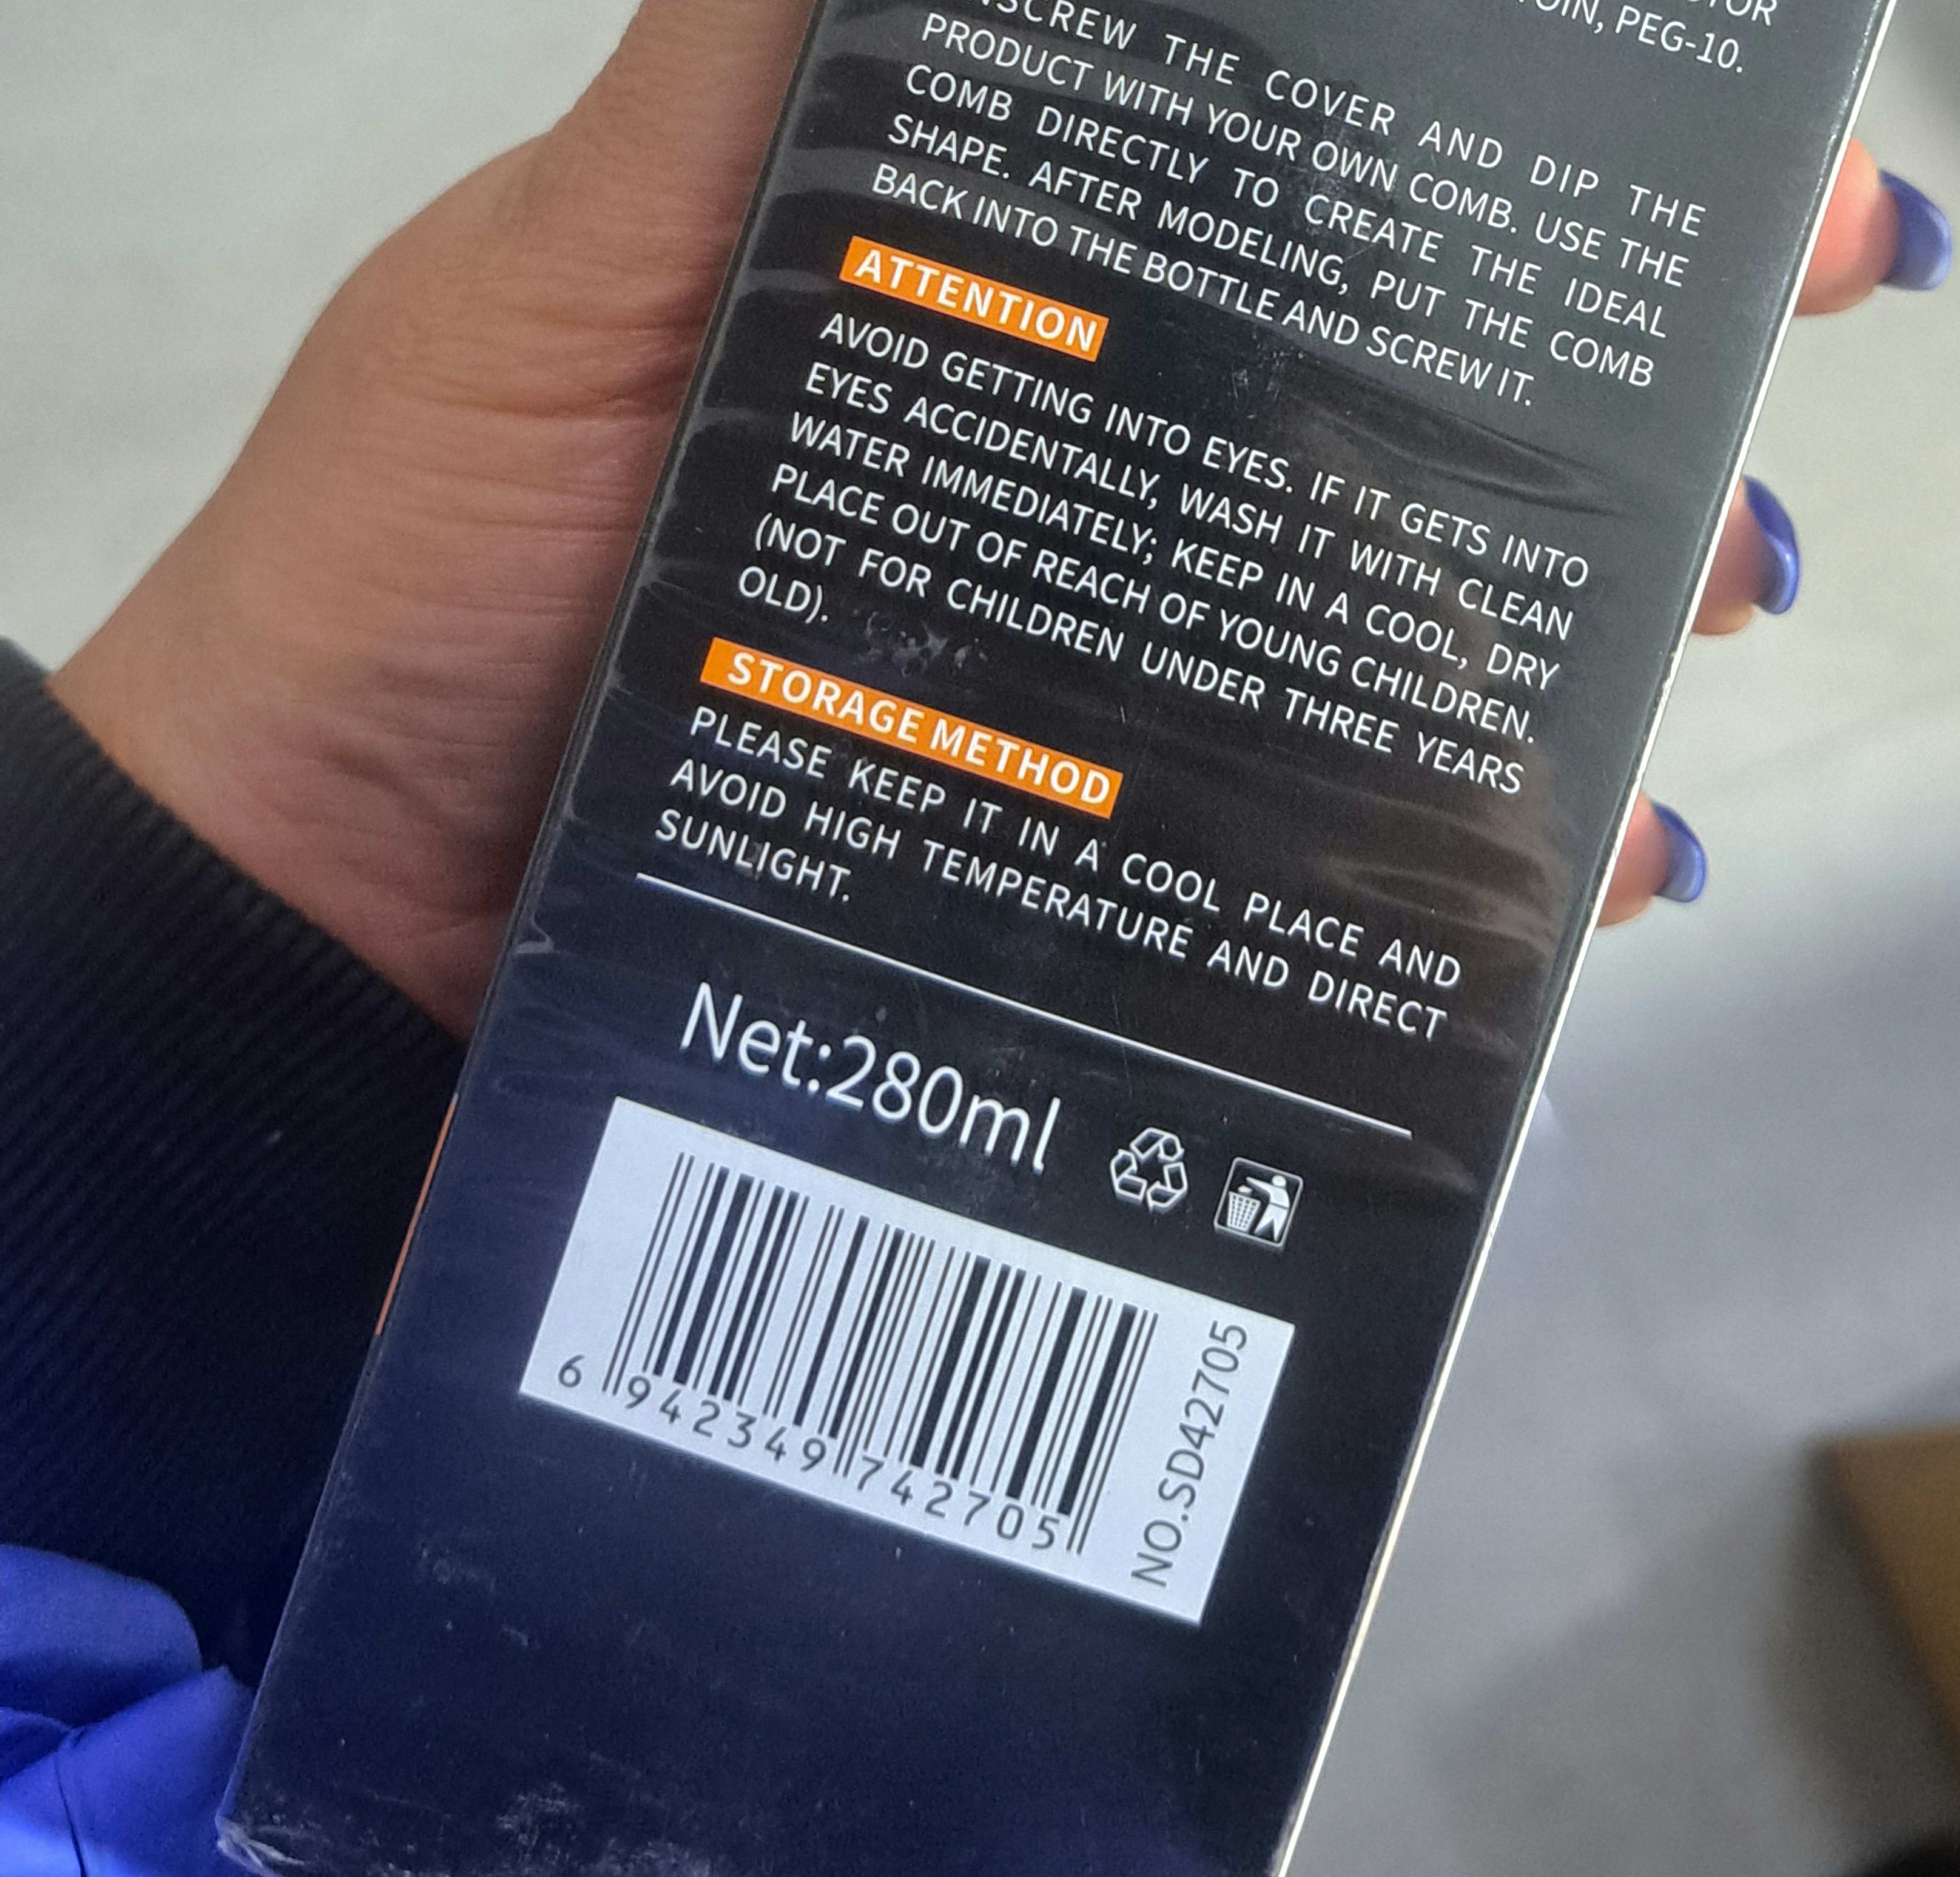 PEG-10.
THE COVER AND DIP THE
PRODUCT WITH YOUR OWN COMB. USE THE
COMB DIRECTLY TO CREATE THE IDEAL
SHAPE. AFTER MODELING, PUT THE COMB
BACK INTO THE BOTTLE AND SCREW IT.
ATTENTION
AVOID GETTING INTO EYES. IF IT GETS INTO
EYES ACCIDENTALLY, WASH IT WITH CLEAN
WATER IMMEDIATELY; KEEP IN A COOL, DRY
PLACE OUT OF REACH OF YOUNG CHILDREN.
(NOT FOR CHILDREN UNDER THREE YEARS
OLD).
STORAGE METHOD
PLEASE KEEP IT IN A COOL PLACE AND
AVOID HIGH TEMPERATURE AND DIRECT
SUNLIGHT.
Net:280ml
6 942349 742705
NO.SD42705